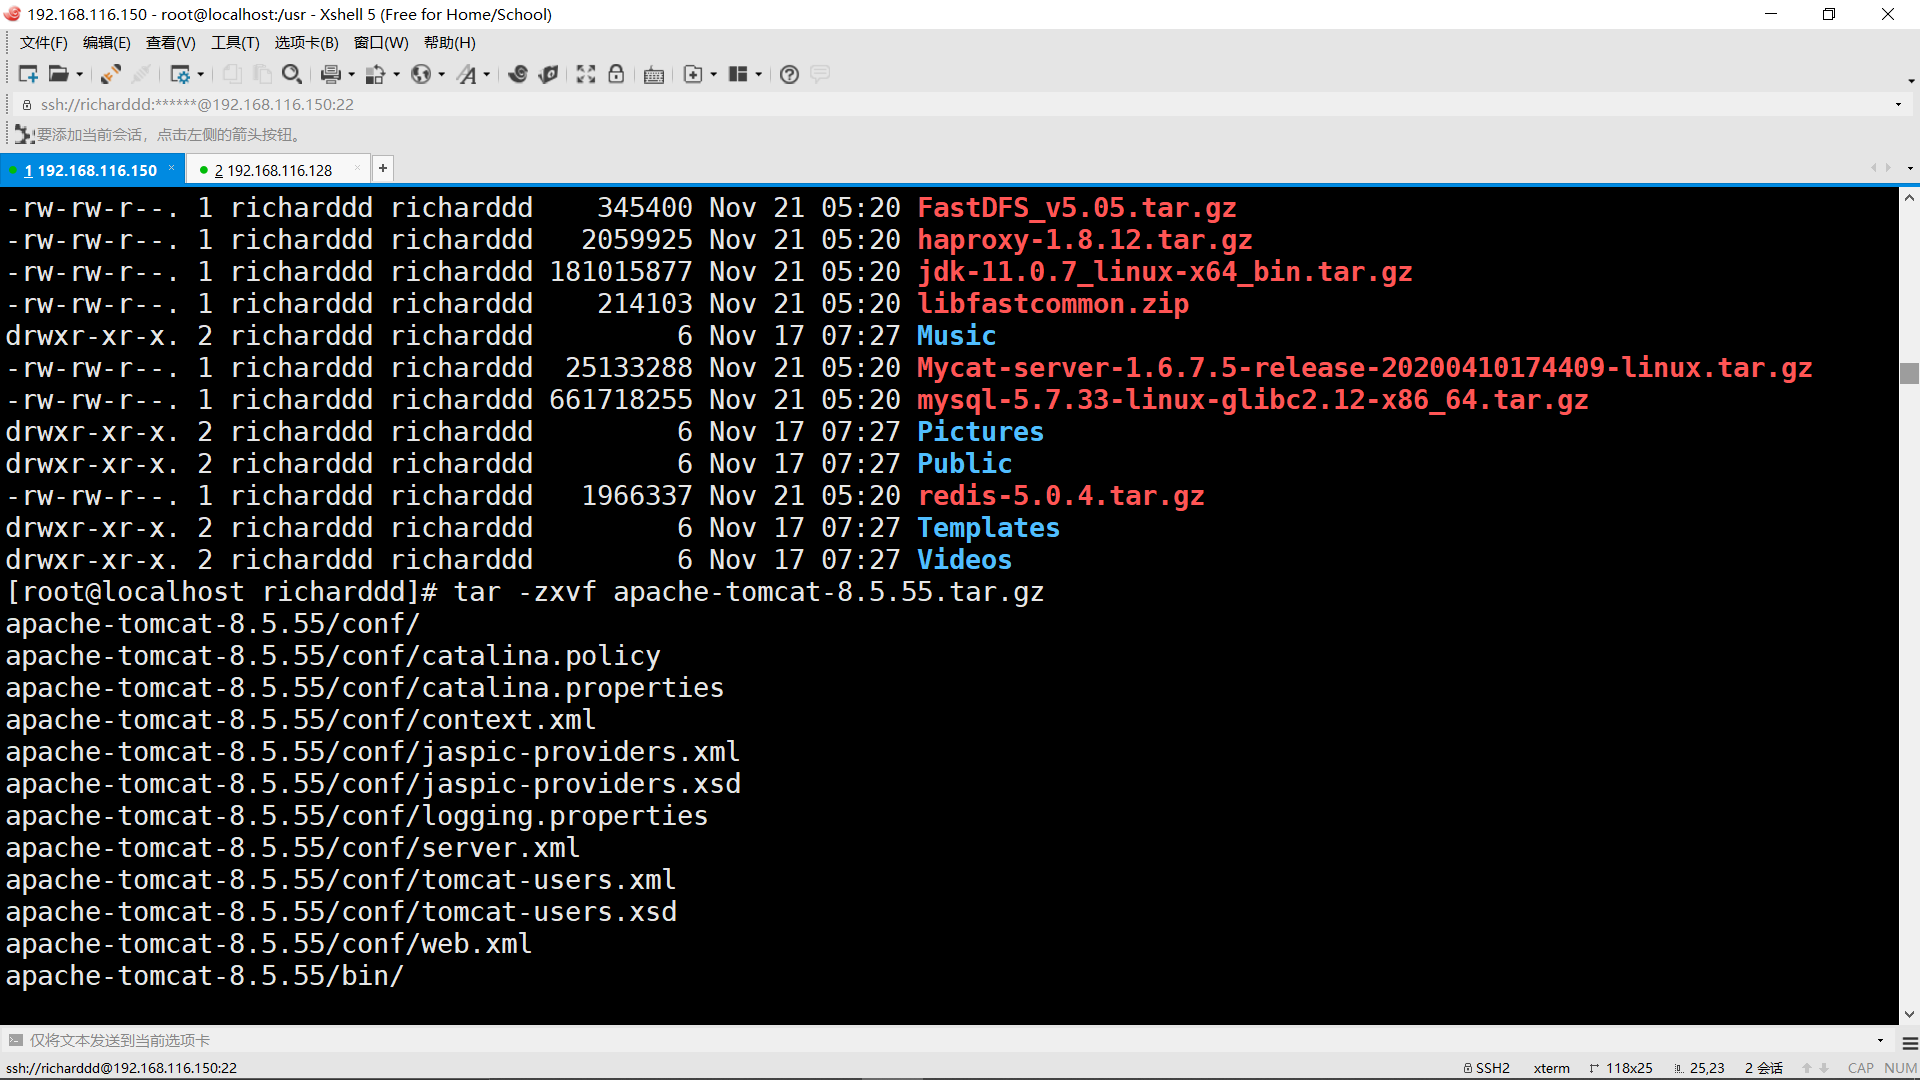 192.168.116.150 - root@localhost:/usr - Xshell 5 (Free for Home/School)
文件(F) 编辑(E) 查看(V) 工具(T) 选项卡(B) 窗口(W) 帮助(H)
ssh://richarddd:******@192.168.116.150:22
要添加当前会话，点击左侧的箭头按钮。
1 192.168.116.150 × 2 192.168.116.128 × +
-rw-rw-r--. 1 richarddd richarddd    345400 Nov 21 05:20 FastDFS_v5.05.tar.gz
-rw-rw-r--. 1 richarddd richarddd   2059925 Nov 21 05:20 haproxy-1.8.12.tar.gz
-rw-rw-r--. 1 richarddd richarddd 181015877 Nov 21 05:20 jdk-11.0.7_linux-x64_bin.tar.gz
-rw-rw-r--. 1 richarddd richarddd    214103 Nov 21 05:20 libfastcommon.zip
drwxr-xr-x. 2 richarddd richarddd         6 Nov 17 07:27 Music
-rw-rw-r--. 1 richarddd richarddd  25133288 Nov 21 05:20 Mycat-server-1.6.7.5-release-20200410174409-linux.tar.gz
-rw-rw-r--. 1 richarddd richarddd 661718255 Nov 21 05:20 mysql-5.7.33-linux-glibc2.12-x86_64.tar.gz
drwxr-xr-x. 2 richarddd richarddd         6 Nov 17 07:27 Pictures
drwxr-xr-x. 2 richarddd richarddd         6 Nov 17 07:27 Public
-rw-rw-r--. 1 richarddd richarddd   1966337 Nov 21 05:20 redis-5.0.4.tar.gz
drwxr-xr-x. 2 richarddd richarddd         6 Nov 17 07:27 Templates
drwxr-xr-x. 2 richarddd richarddd         6 Nov 17 07:27 Videos
[root@localhost richarddd]# tar -zxvf apache-tomcat-8.5.55.tar.gz
apache-tomcat-8.5.55/conf/
apache-tomcat-8.5.55/conf/catalina.policy
apache-tomcat-8.5.55/conf/catalina.properties
apache-tomcat-8.5.55/conf/context.xml
apache-tomcat-8.5.55/conf/jaspic-providers.xml
apache-tomcat-8.5.55/conf/jaspic-providers.xsd
apache-tomcat-8.5.55/conf/logging.properties
apache-tomcat-8.5.55/conf/server.xml
apache-tomcat-8.5.55/conf/tomcat-users.xml
apache-tomcat-8.5.55/conf/tomcat-users.xsd
apache-tomcat-8.5.55/conf/web.xml
apache-tomcat-8.5.55/bin/
仅将文本发送到当前选项卡
ssh://richarddd@192.168.116.150:22 SSH2 xterm 118x25 25,23 2 会话 CAP NUM